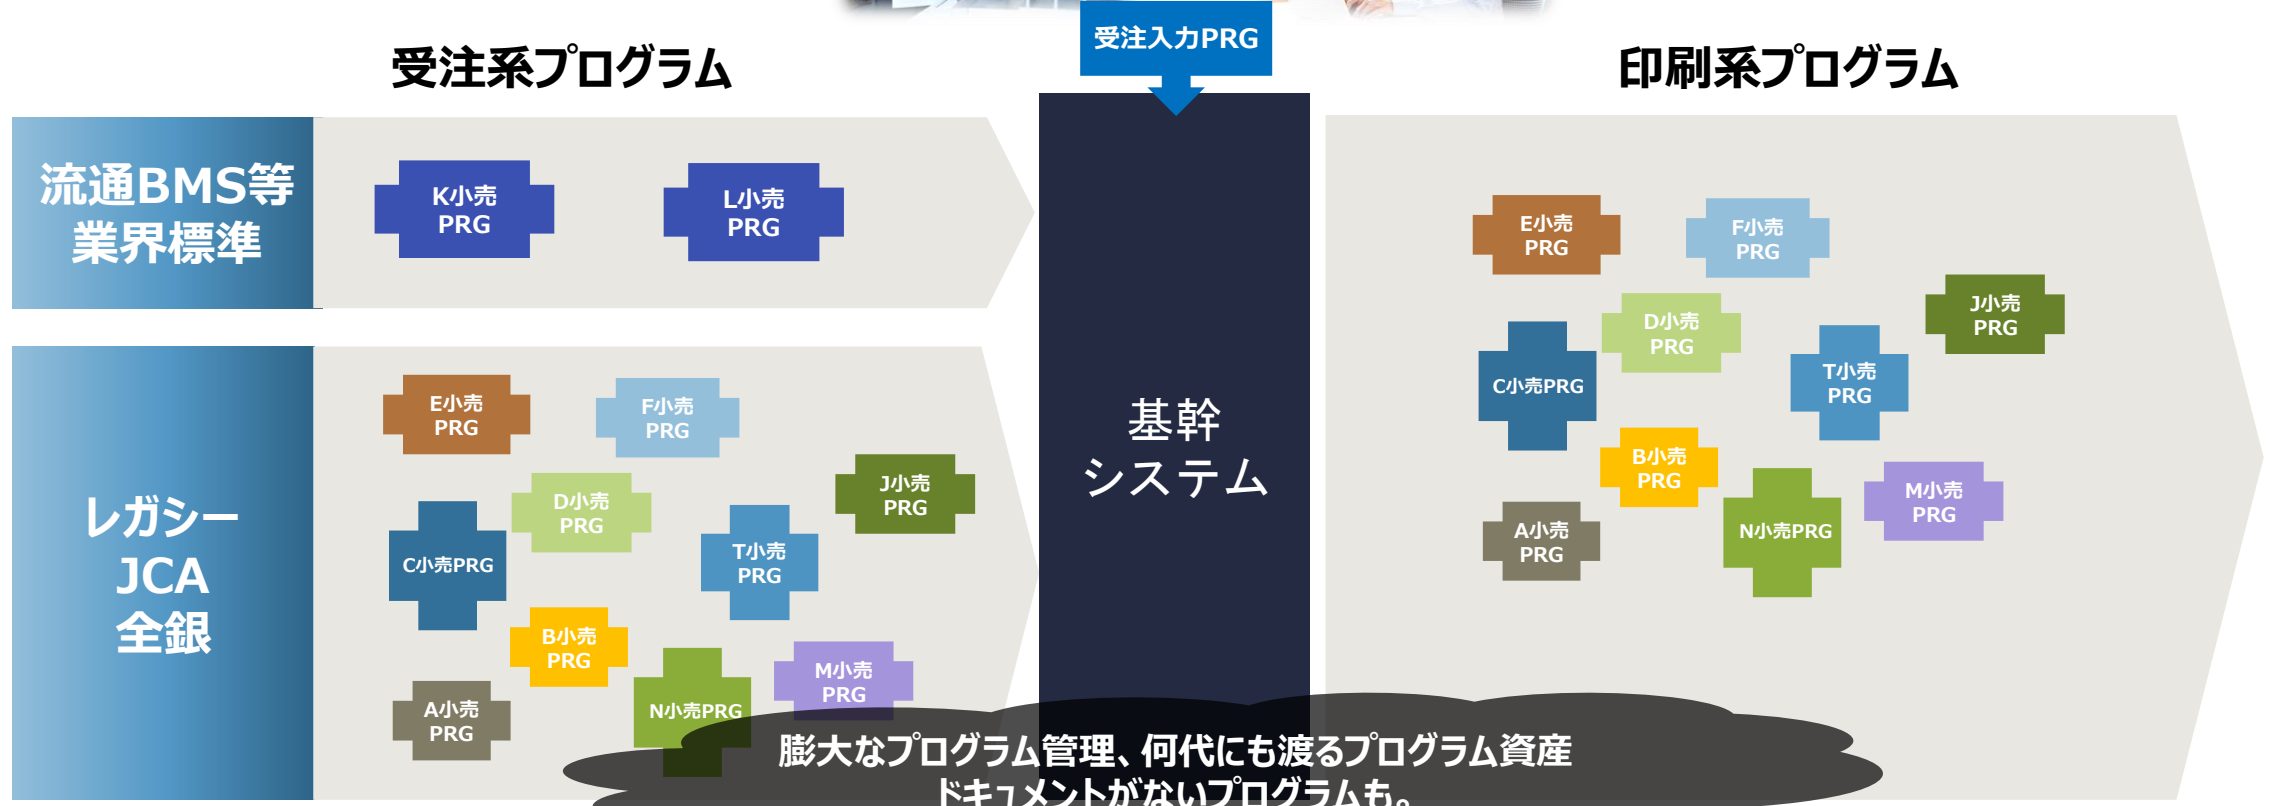 受注入力PRG
受注系プログラム
印刷系プログラム
流通BMS等
業界標準
K小売
PRG
L小売
PRG
レガシー
JCA
全銀
E小売
PRG
F小売
PRG
D小売
PRG
J小売
PRG
C小売PRG
T小売
PRG
B小売
PRG
M小売
PRG
A小売
PRG
N小売PRG
基幹
システム
E小売
PRG
F小売
PRG
J小売
PRG
D小売
PRG
C小売PRG
T小売
PRG
B小売
PRG
M小売
PRG
A小売
PRG
N小売PRG
膨大なプログラム管理、何代にも渡るプログラム資産
ドキュメントがないプログラムも。